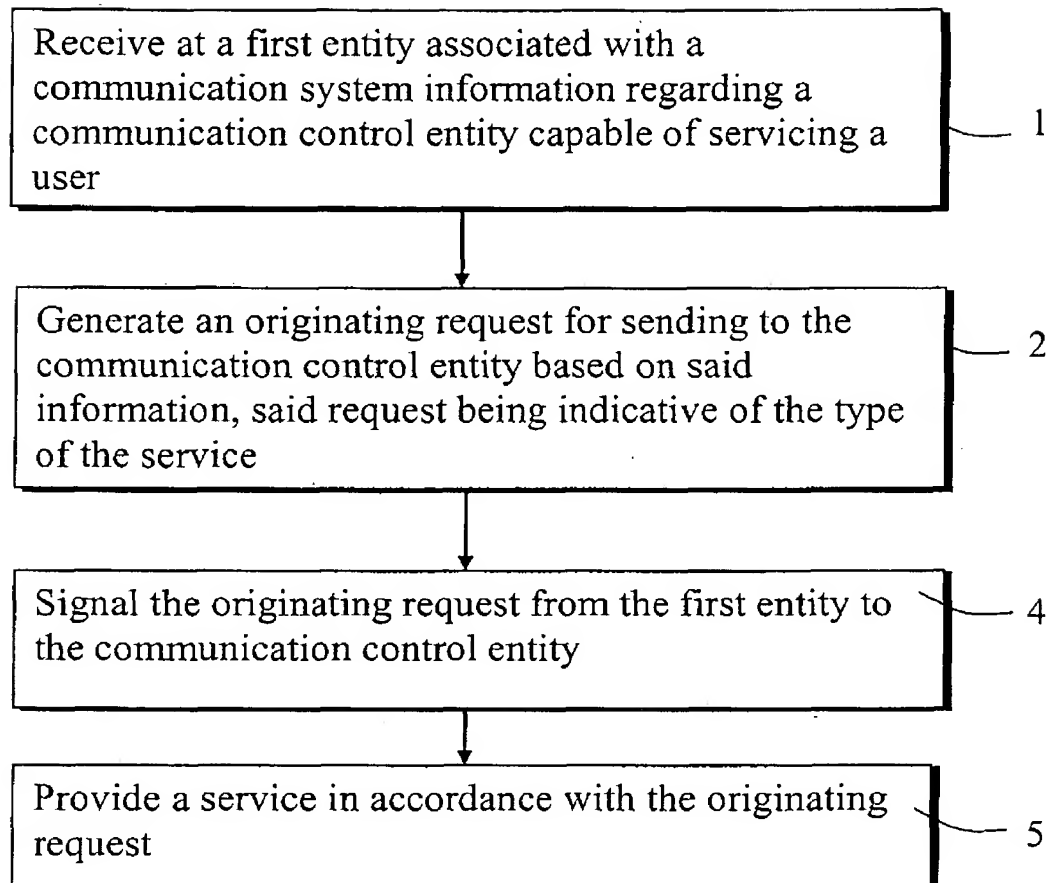 Receive at a first entity associated with a
communication system information regarding a
communication control entity capable of servicing a
user
1
Generate an originating request for sending to the
communication control entity based on said
information, said request being indicative of the type
of the service
2
Signal the originating request from the first entity to
the communication control entity
4
Provide a service in accordance with the originating
request
5